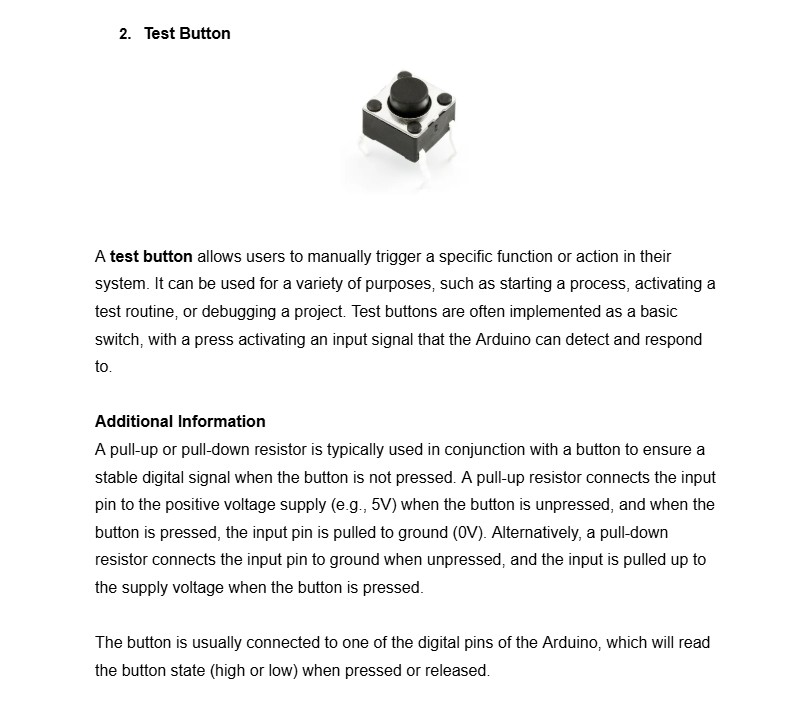 2. Test Button
A test button allows users to manually trigger a specific function or action in their
system. It can be used for a variety of purposes, such as starting a process, activating a
test routine, or debugging a project. Test buttons are often implemented as a basic
switch, with a press activating an input signal that the Arduino can detect and respond
to.
Additional Information
A pull-up or pull-down resistor is typically used in conjunction with a button to ensure a
stable digital signal when the button is not pressed. A pull-up resistor connects the input
pin to the positive voltage supply (e.g., 5V) when the button is unpressed, and when the
button is pressed, the input pin is pulled to ground (0V). Alternatively, a pull-down
resistor connects the input pin to ground when unpressed, and the input is pulled up to
the supply voltage when the button is pressed.
The button is usually connected to one of the digital pins of the Arduino, which will read
the button state (high or low) when pressed or released.